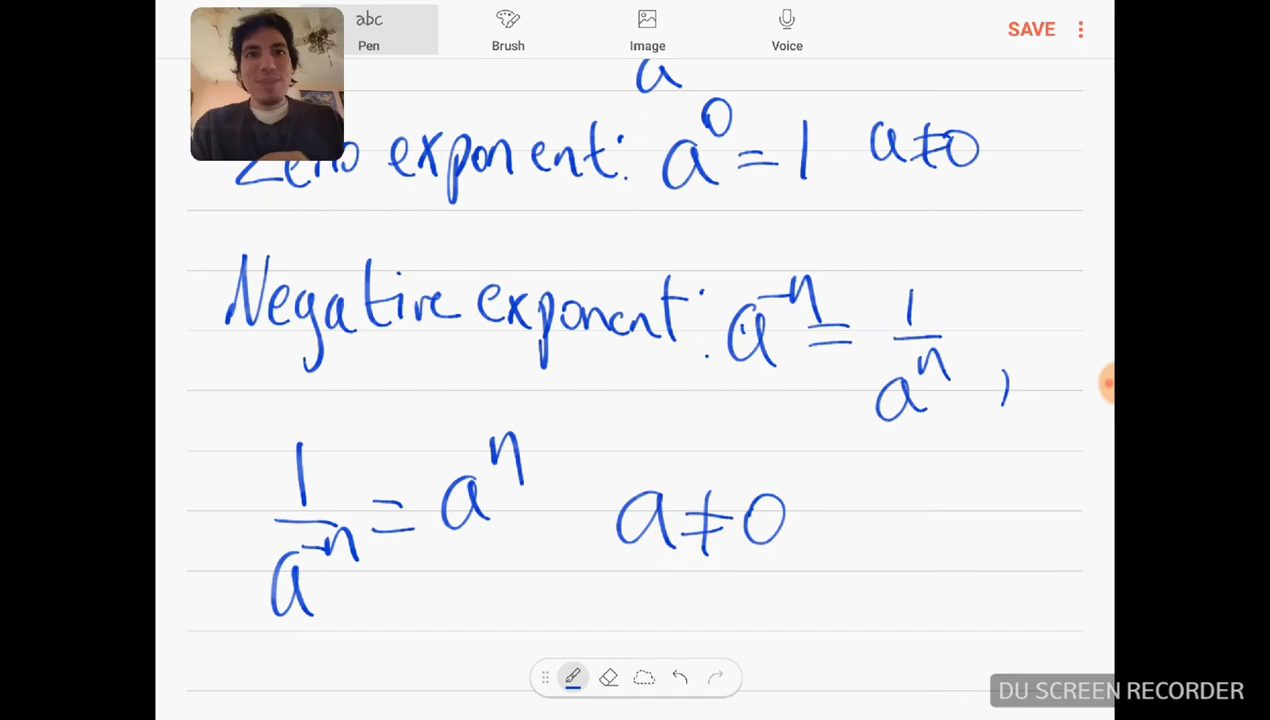 abc
Pen
Brush
Image
Voice
SAVE
a
Zero exponent: a⁰ = 1 a≠0
Negative exponent: a⁻ⁿ = 1/aⁿ ,
1/a⁻ⁿ = aⁿ a≠0
DU SCREEN RECORDER